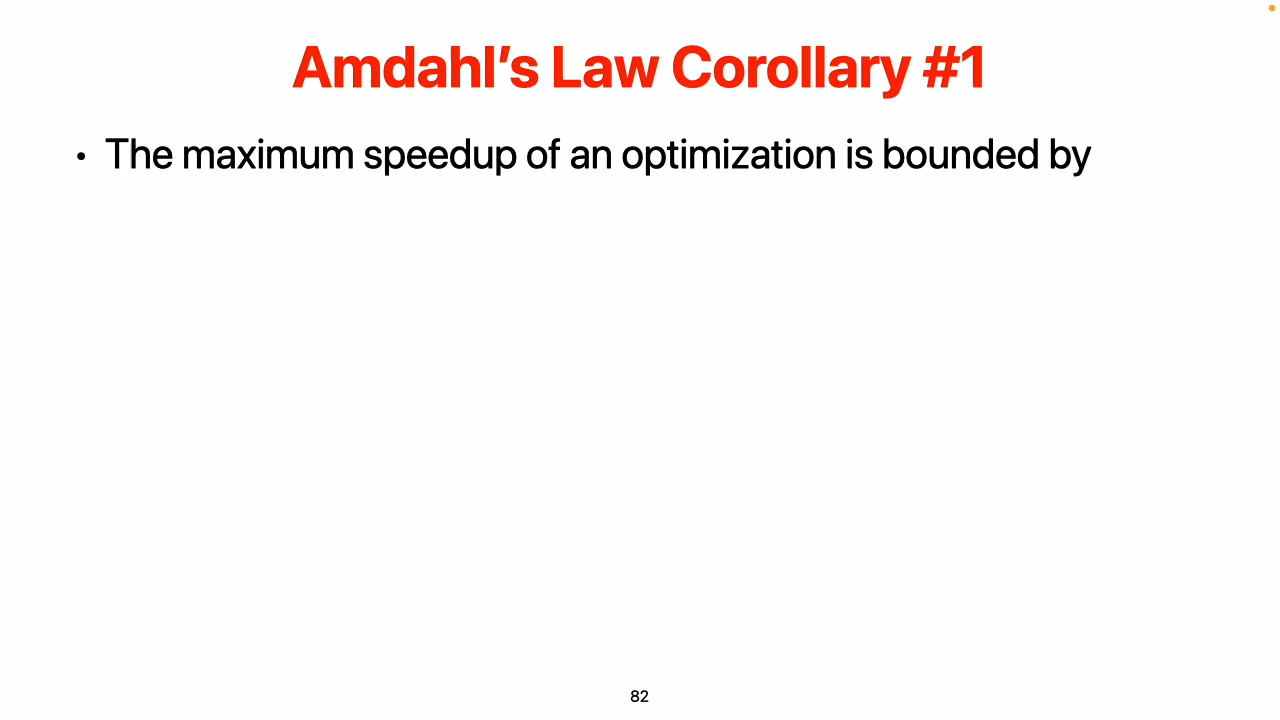 Amdahl’s Law Corollary #1
• The maximum speedup of an optimization is bounded by
82